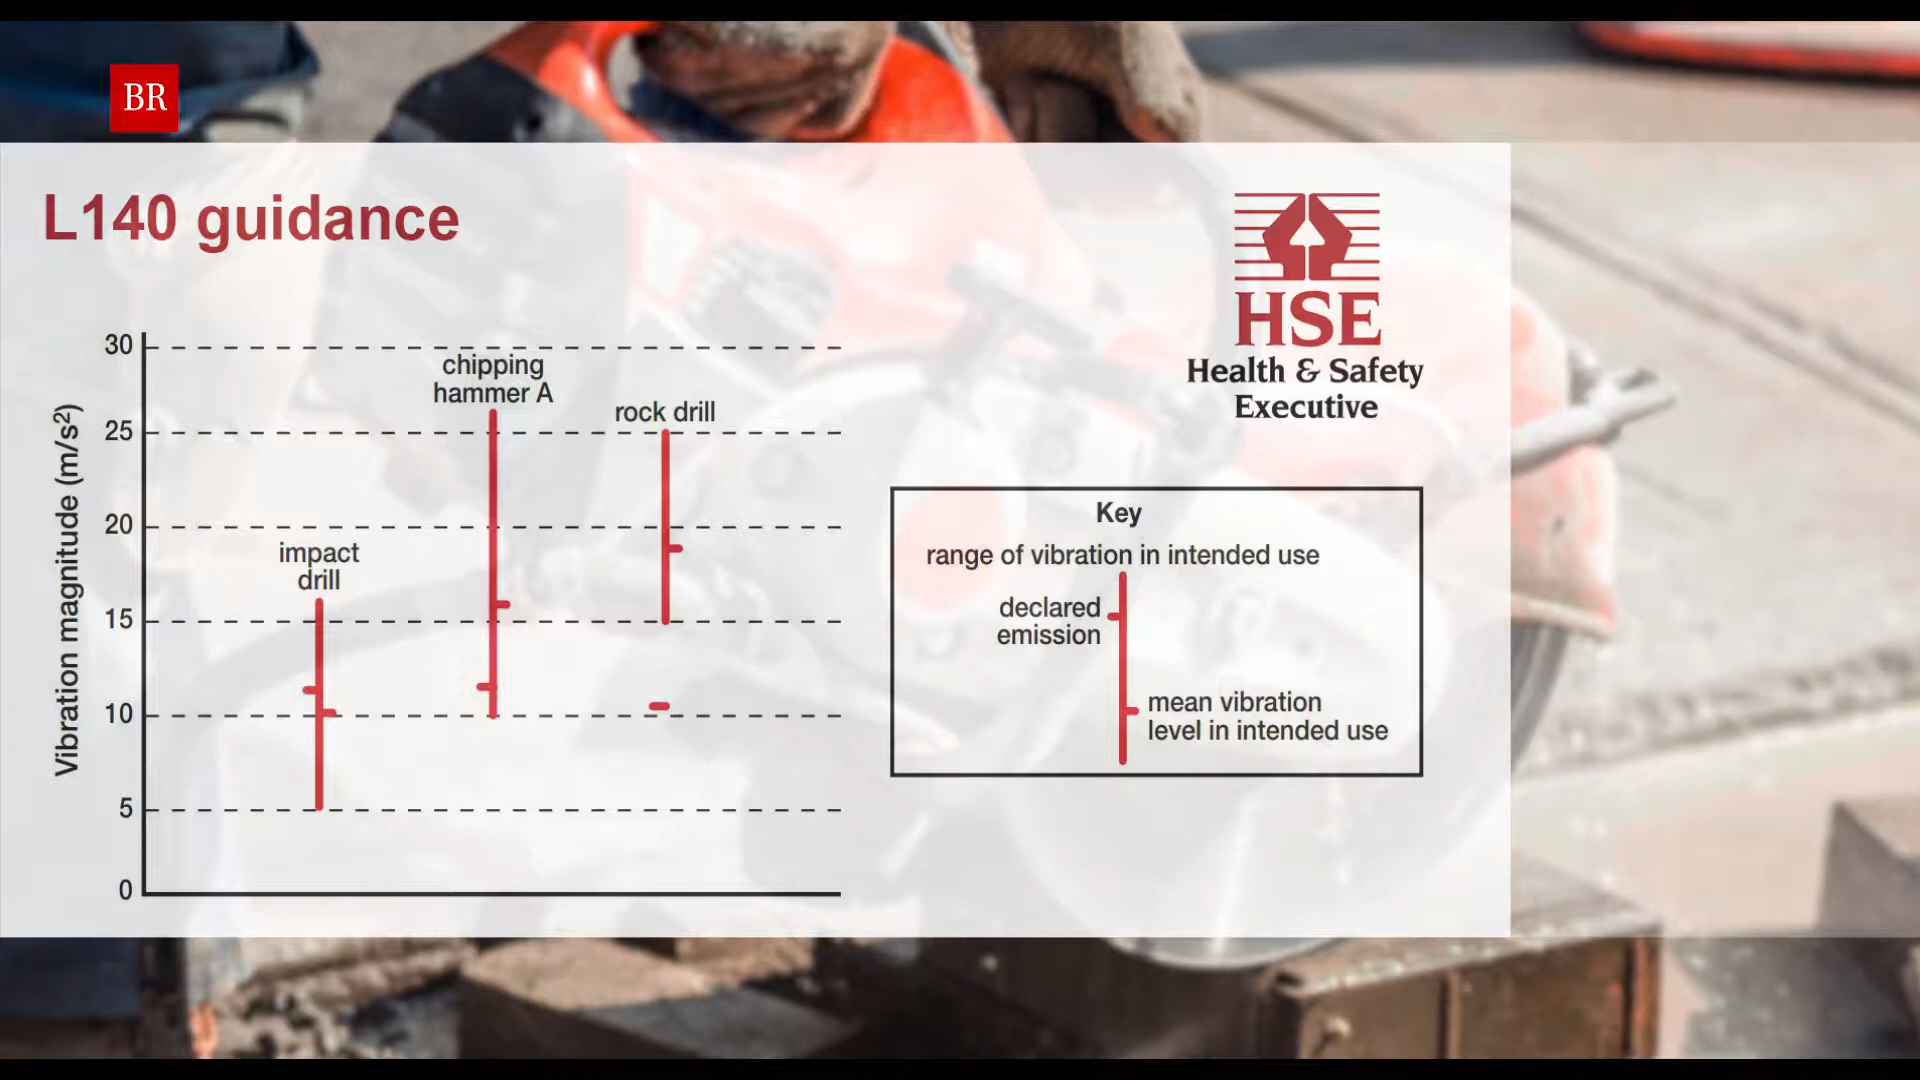 BR
L140 guidance
HSE
Health & Safety
Executive
Vibration magnitude (m/s²)
30
25
20
15
10
5
0
impact
drill
chipping
hammer A
rock drill
Key
range of vibration in intended use
declared
emission
mean vibration
level in intended use